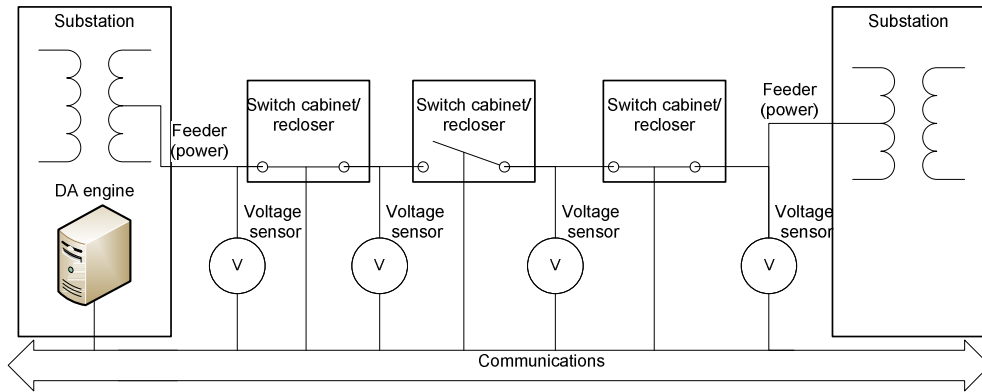 Substation
Substation
Switch cabinet/
recloser
Switch cabinet/
recloser
Switch cabinet/
recloser
Feeder
(power)
Feeder
(power)
DA engine
Voltage
sensor
Voltage
sensor
Voltage
sensor
Voltage
sensor
V
V
V
V
Communications